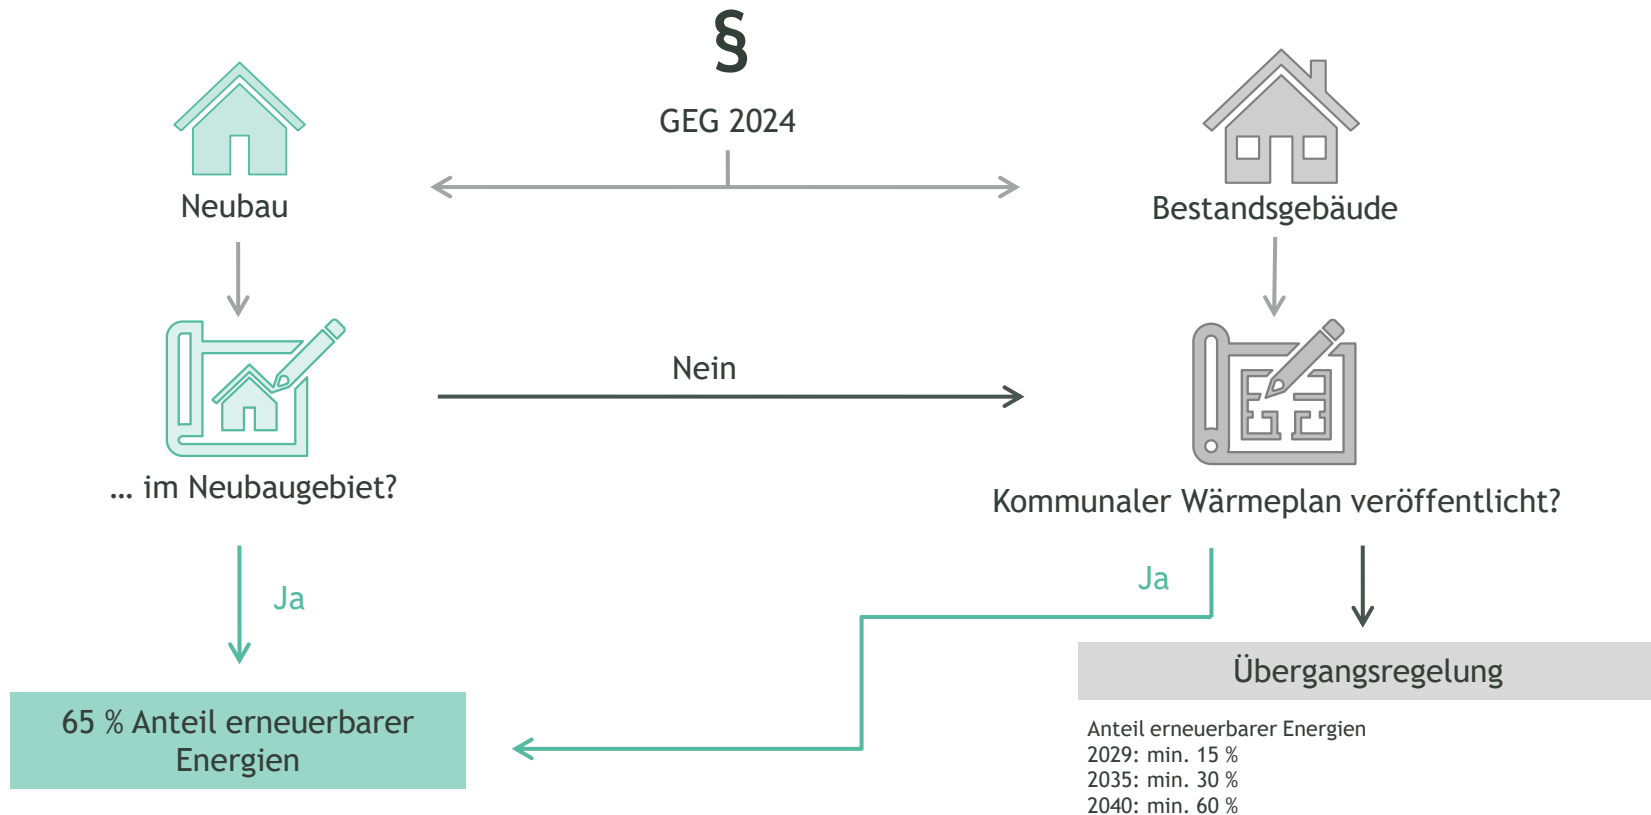 §
GEG 2024
Neubau
Bestandsgebäude
Nein
... im Neubaugebiet?
Kommunaler Wärmeplan veröffentlicht?
Ja
Ja
Übergangsregelung
65 % Anteil erneuerbarer
Energien
Anteil erneuerbarer Energien
2029: min. 15 %
2035: min. 30 %
2040: min. 60 %